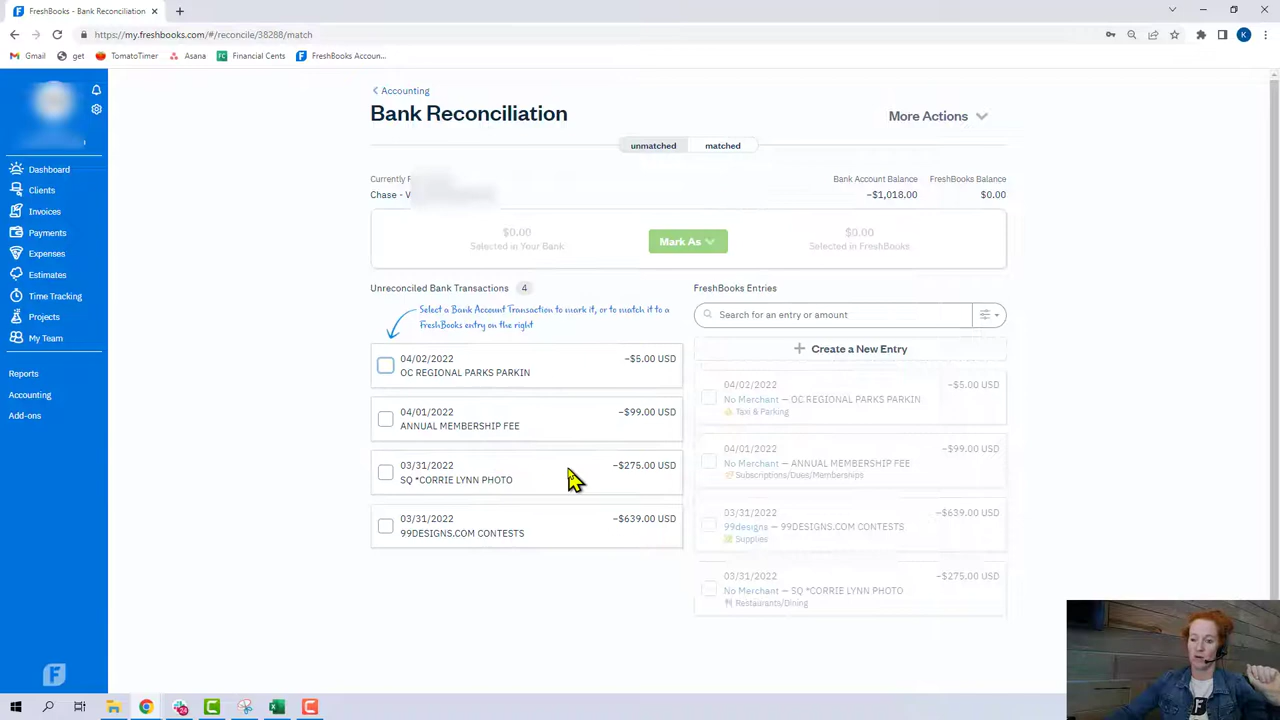 FreshBooks - Bank Reconciliation
https://my.freshbooks.com/#/reconcile/38288/match
K
Gmail
get
TomatoTimer
Asana
FC
Financial Cents
FreshBooks Accoun...
Dashboard
Clients
Invoices
Payments
Expenses
Estimates
Time Tracking
Projects
My Team
Reports
Accounting
Add-ons
Accounting
Bank Reconciliation
More Actions
unmatched
matched
Currently
Bank Account Balance
FreshBooks Balance
Chase -
−$1,018.00
$0.00
$0.00
Selected in Your Bank
Mark As
$0.00
Selected in FreshBooks
Unreconciled Bank Transactions 4
Select a Bank Account Transaction to mark it, or to match it to a
FreshBooks entry on the right
04/02/2022 −$5.00 USD
OC REGIONAL PARKS PARKIN
04/01/2022 −$99.00 USD
ANNUAL MEMBERSHIP FEE
03/31/2022 −$275.00 USD
SQ *CORRIE LYNN PHOTO
03/31/2022 −$639.00 USD
99DESIGNS.COM CONTESTS
FreshBooks Entries
Search for an entry or amount
+ Create a New Entry
04/02/2022 −$5.00 USD
No Merchant — OC REGIONAL PARKS PARKIN
Taxi & Parking
04/01/2022 −$99.00 USD
No Merchant — ANNUAL MEMBERSHIP FEE
Subscriptions/Dues/Memberships
03/31/2022 −$639.00 USD
99designs — 99DESIGNS.COM CONTESTS
Supplies
03/31/2022 −$275.00 USD
No Merchant — SQ *CORRIE LYNN PHOTO
Restaurants/Dining